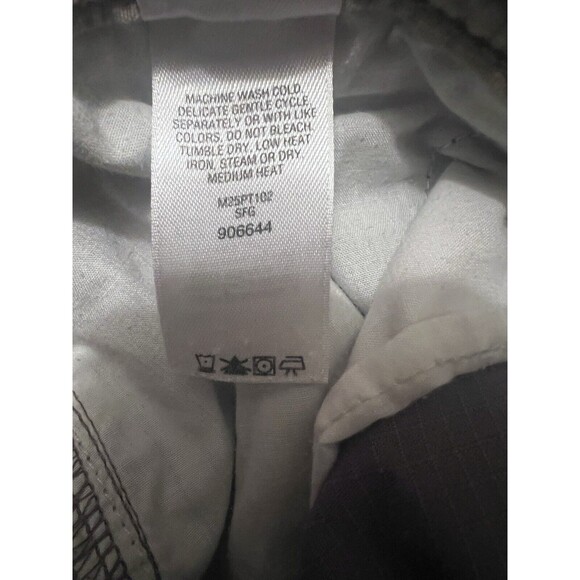 MACHINE WASH COLD,
DELICATE GENTLE CYCLE,
SEPARATELY OR WITH LIKE
COLORS. DO NOT BLEACH.
TUMBLE DRY, LOW HEAT
IRON, STEAM OR DRY,
MEDIUM HEAT
M25PT102
SFG
906644